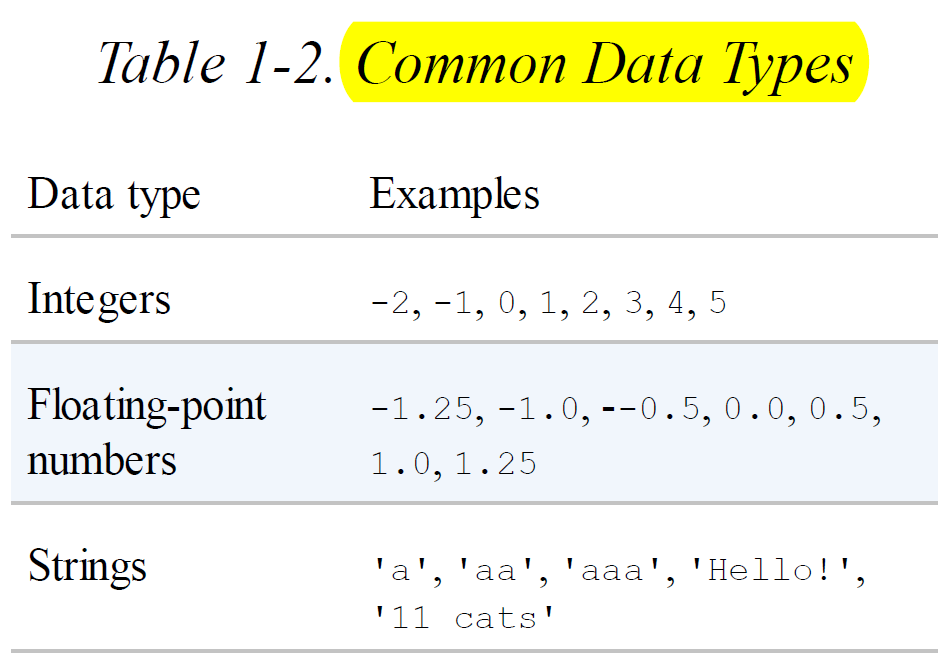 Table 1-2. Common Data Types
Data type Examples
Integers -2, -1, 0, 1, 2, 3, 4, 5
Floating-point numbers -1.25, -1.0, --0.5, 0.0, 0.5,
1.0, 1.25
Strings 'a', 'aa', 'aaa', 'Hello!',
'11 cats'